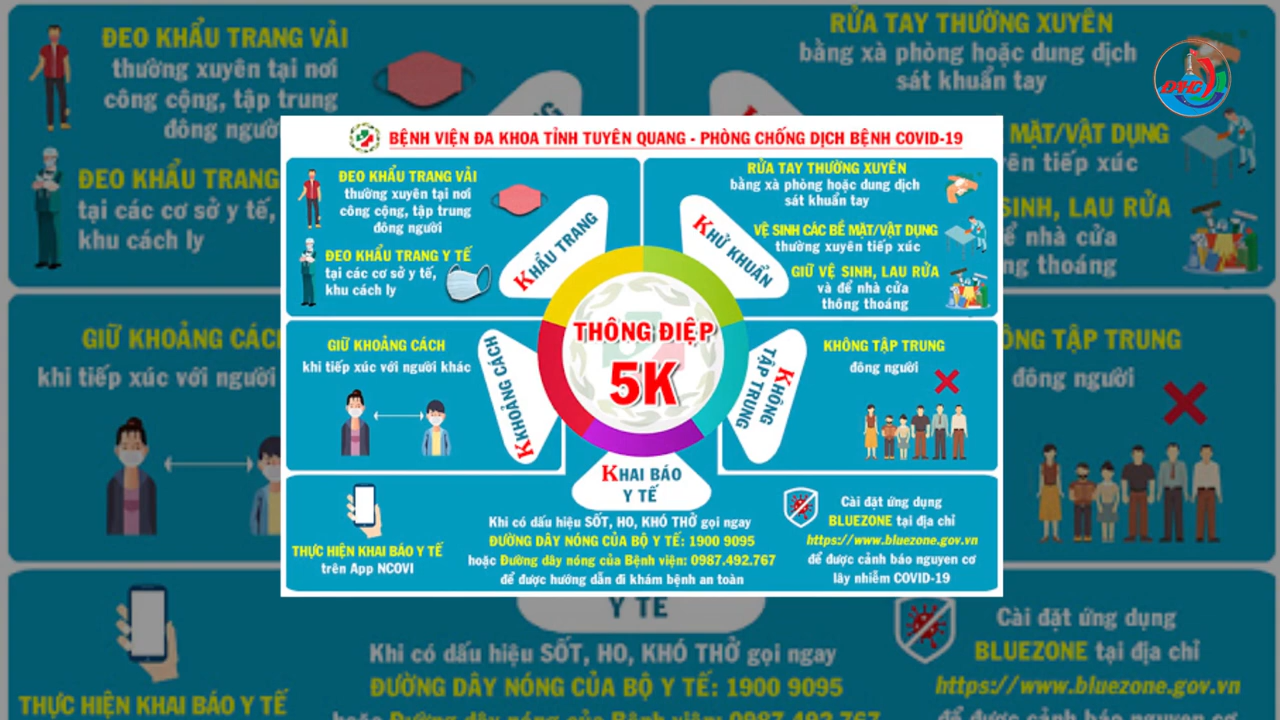 BỆNH VIỆN ĐA KHOA TỈNH TUYÊN QUANG - PHÒNG CHỐNG DỊCH BỆNH COVID-19
ĐEO KHẨU TRANG VẢI
thường xuyên tại nơi
công cộng, tập trung
đông người
ĐEO KHẨU TRANG Y TẾ
tại các cơ sở y tế,
khu cách ly
KHẨU TRANG
RỬA TAY THƯỜNG XUYÊN
bằng xà phòng hoặc dung dịch
sát khuẩn tay
VỆ SINH CÁC BỀ MẶT/VẬT DỤNG
thường xuyên tiếp xúc
GIỮ VỆ SINH, LAU RỬA
và để nhà cửa
thông thoáng
KHỬ KHUẨN
THÔNG ĐIỆP
5K
GIỮ KHOẢNG CÁCH
khi tiếp xúc với người khác
KKHOẢNG CÁCH
KHÔNG TẬP TRUNG
đông người
KHÔNG
TẬP TRUNG
KHAI BÁO
Y TẾ
THỰC HIỆN KHAI BÁO Y TẾ
trên App NCOVI
Khi có dấu hiệu SỐT, HO, KHÓ THỞ gọi ngay
ĐƯỜNG DÂY NÓNG CỦA BỘ Y TẾ: 1900 9095
hoặc Đường dây nóng của Bệnh viện: 0987.492.767
để được hướng dẫn đi khám bệnh an toàn
Cài đặt ứng dụng
BLUEZONE tại địa chỉ
https://www.bluezone.gov.vn
để được cảnh báo nguyen cơ
lây nhiễm COVID-19
ĐEO KHẨU TRANG VẢI
thường xuyên tại nơi
công cộng, tập trung
đông người
ĐEO KHẨU TRANG
tại các cơ sở y tế,
khu cách ly
RỬA TAY THƯỜNG XUYÊN
bằng xà phòng hoặc dung dịch
sát khuẩn tay
MẶT/VẬT DỤNG
tiếp xúc
SINH, LAU RỬA
ể nhà cửa
thoáng
GIỮ KHOẢNG CÁCH
khi tiếp xúc với người
TẬP TRUNG
đông người
Y TẾ
THỰC HIỆN KHAI BÁO Y TẾ
Khi có dấu hiệu SỐT, HO, KHÓ THỞ gọi ngay
ĐƯỜNG DÂY NÓNG CỦA BỘ Y TẾ: 1900 9095
Cài đặt ứng dụng
BLUEZONE tại địa chỉ
https://www.bluezone.gov.vn